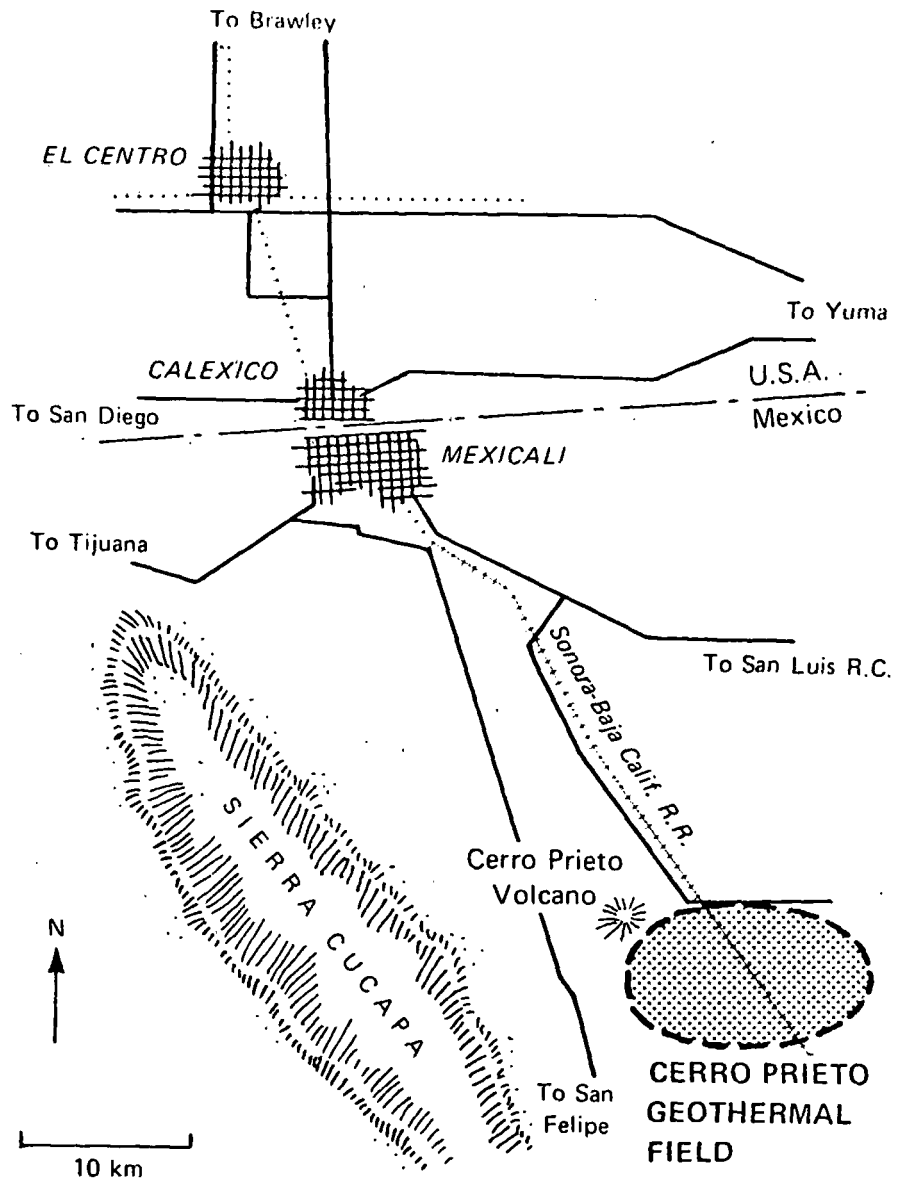 To Brawley
EL CENTRO
To Yuma
CALEXICO
U.S.A.
To San Diego
Mexico
MEXICALI
To Tijuana
To San Luis R.C.
Sonora-Baja Calif. R.R.
SIERRA CUCAPA
Cerro Prieto
Volcano
N
To San
Felipe
CERRO PRIETO
GEOTHERMAL
FIELD
10 km